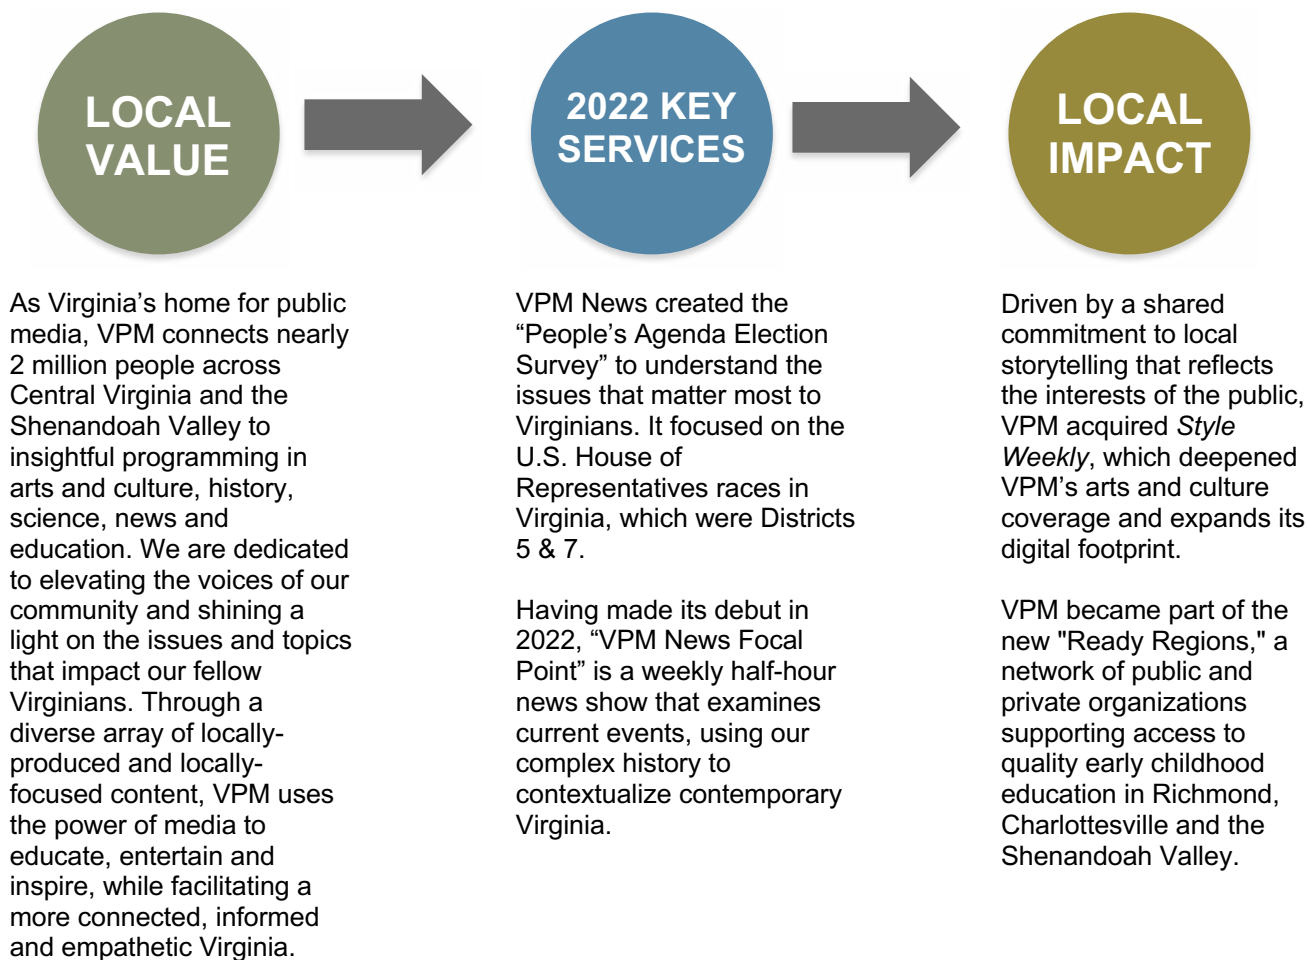 LOCAL
VALUE
2022 KEY
SERVICES
LOCAL
IMPACT
As Virginia’s home for public
media, VPM connects nearly
2 million people across
Central Virginia and the
Shenandoah Valley to
insightful programming in
arts and culture, history,
science, news and
education. We are dedicated
to elevating the voices of our
community and shining a
light on the issues and topics
that impact our fellow
Virginians. Through a
diverse array of locally-
produced and locally-
focused content, VPM uses
the power of media to
educate, entertain and
inspire, while facilitating a
more connected, informed
and empathetic Virginia.
VPM News created the
“People’s Agenda Election
Survey” to understand the
issues that matter most to
Virginians. It focused on the
U.S. House of
Representatives races in
Virginia, which were Districts
5 & 7.
Having made its debut in
2022, “VPM News Focal
Point” is a weekly half-hour
news show that examines
current events, using our
complex history to
contextualize contemporary
Virginia.
Driven by a shared
commitment to local
storytelling that reflects
the interests of the public,
VPM acquired Style
Weekly, which deepened
VPM’s arts and culture
coverage and expands its
digital footprint.
VPM became part of the
new "Ready Regions," a
network of public and
private organizations
supporting access to
quality early childhood
education in Richmond,
Charlottesville and the
Shenandoah Valley.